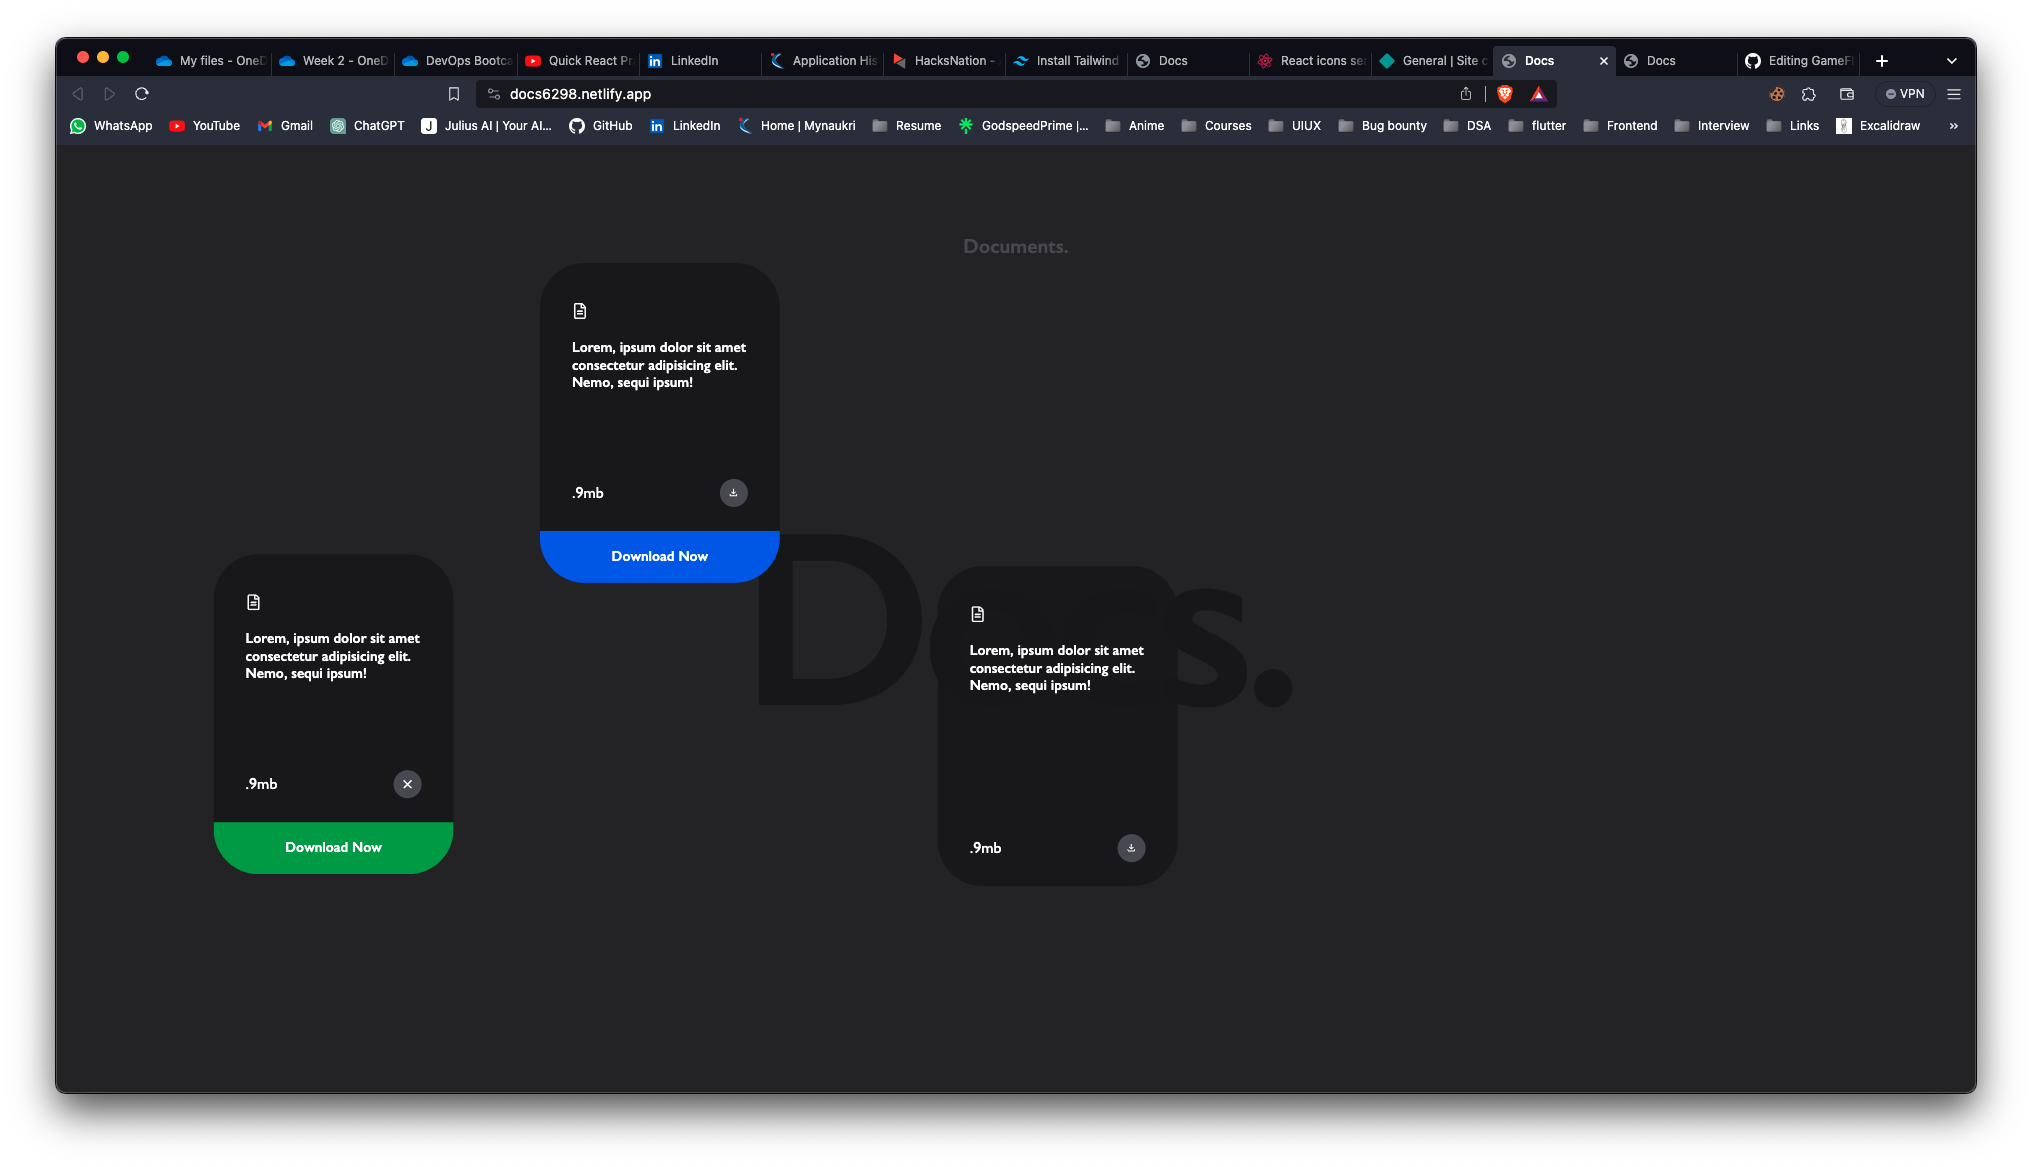 My files - OneD
Week 2 - OneD
DevOps Bootca
Quick React Pr
LinkedIn
Application His
HacksNation -
Install Tailwind
Docs
React icons sea
General | Site c
Docs
Docs
Editing GameFl
docs6298.netlify.app
VPN
WhatsApp
YouTube
Gmail
ChatGPT
Julius AI | Your AI...
GitHub
LinkedIn
Home | Mynaukri
Resume
GodspeedPrime |...
Anime
Courses
UIUX
Bug bounty
DSA
flutter
Frontend
Interview
Links
Excalidraw
»
Documents.
Lorem, ipsum dolor sit amet
consectetur adipisicing elit.
Nemo, sequi ipsum!
.9mb
Download Now
Docs.
Lorem, ipsum dolor sit amet
consectetur adipisicing elit.
Nemo, sequi ipsum!
.9mb
Download Now
Lorem, ipsum dolor sit amet
consectetur adipisicing elit.
Nemo, sequi ipsum!
.9mb